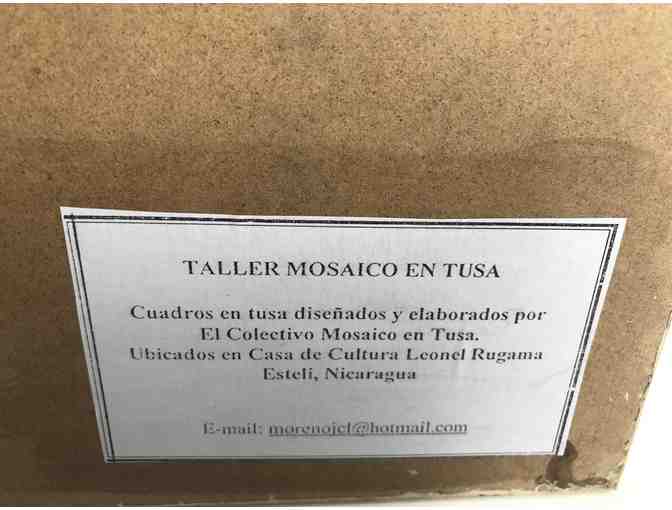 TALLER MOSAICO EN TUSA
Cuadros en tusa diseñados y elaborados por
El Colectivo Mosaico en Tusa.
Ubicados en Casa de Cultura Leonel Rugama
Estelí, Nicaragua
E-mail: morenojcl@hotmail.com